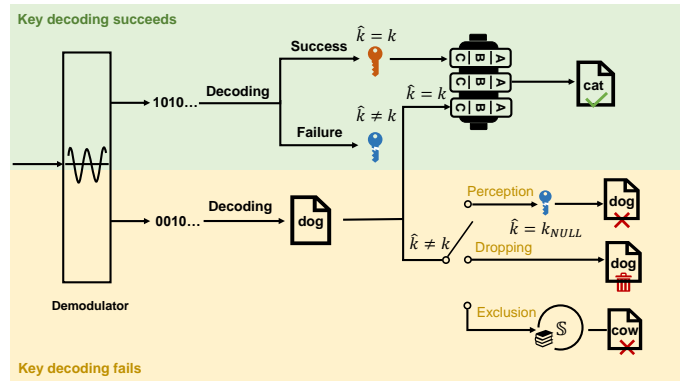 Key decoding succeeds
Success
k̂ = k
1010...
Decoding
k̂ = k
A B C
A B C
A B C
cat
Failure
k̂ ≠ k
0010...
Decoding
dog
k̂ ≠ k
Perception
k̂ = k_NULL
dog
Dropping
dog
Exclusion
𝕊
cow
Demodulator
Key decoding fails